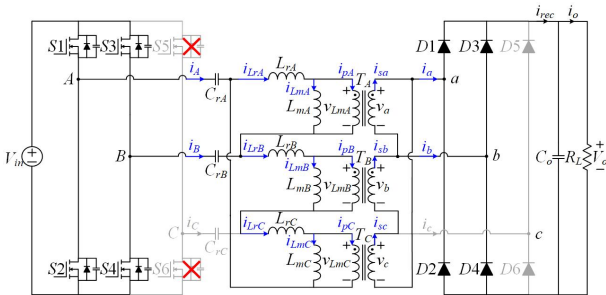 S1 S3 S5 D1 D3 D5 i_rec i_o
A i_A C_rA i_LrA L_rA i_LmA L_mA v_LmA i_pA T_A i_sa v_a i_a a
V_in B i_B C_rB i_LrB L_rB i_LmB L_mB v_LmB i_pB T_B i_sb v_b i_b b C_o R_L V_o
C i_C C_rC i_LrC L_rC i_LmC L_mC v_LmC i_pC T_C i_sc v_c i_c c
S2 S4 S6 D2 D4 D6